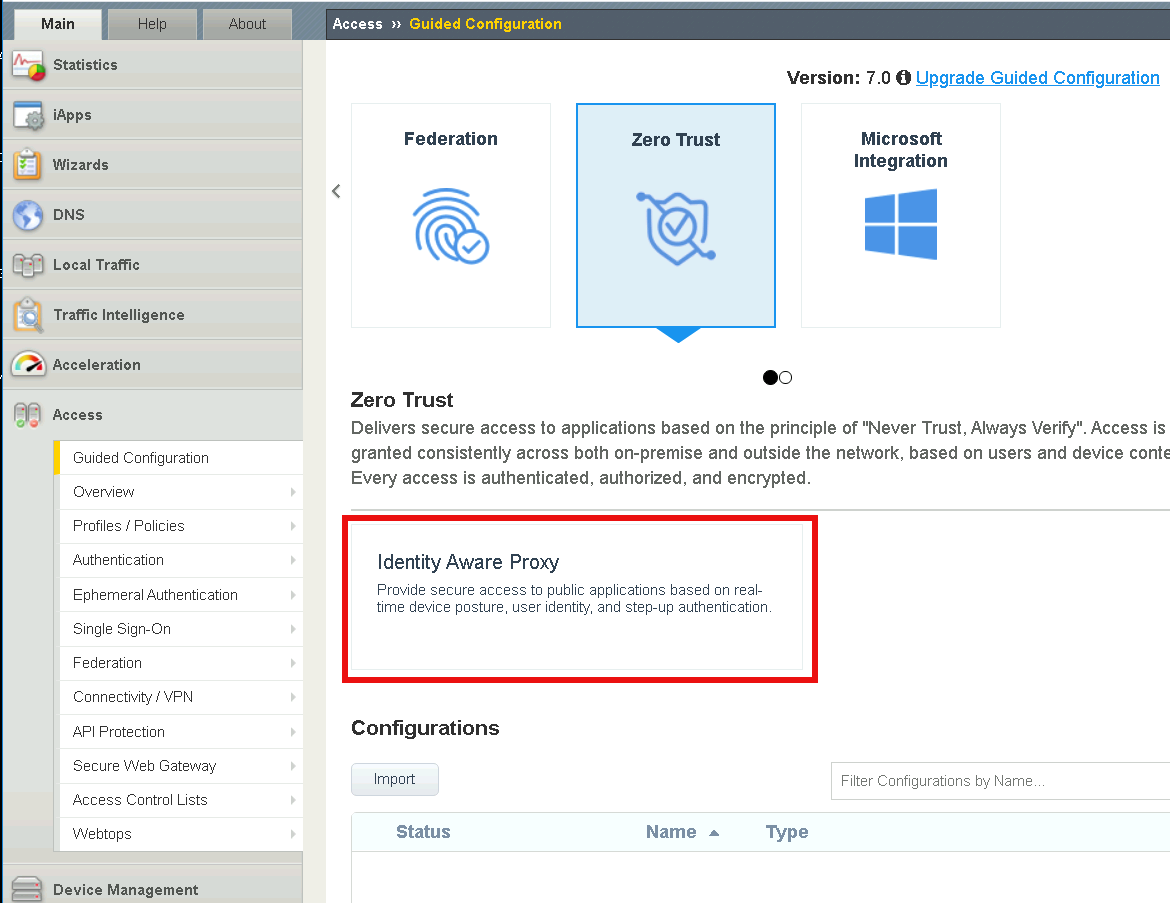 Main
Help
About
Access ›› Guided Configuration
Statistics
iApps
Wizards
DNS
Local Traffic
Traffic Intelligence
Acceleration
Access
Guided Configuration
Overview
Profiles / Policies
Authentication
Ephemeral Authentication
Single Sign-On
Federation
Connectivity / VPN
API Protection
Secure Web Gateway
Access Control Lists
Webtops
Device Management
Version: 7.0 Upgrade Guided Configuration
Federation
Zero Trust
Microsoft
Integration
Zero Trust
Delivers secure access to applications based on the principle of "Never Trust, Always Verify". Access is
granted consistently across both on-premise and outside the network, based on users and device conte
Every access is authenticated, authorized, and encrypted.
Identity Aware Proxy
Provide secure access to public applications based on real-
time device posture, user identity, and step-up authentication.
Configurations
Import
Filter Configurations by Name...
Status
Name
Type